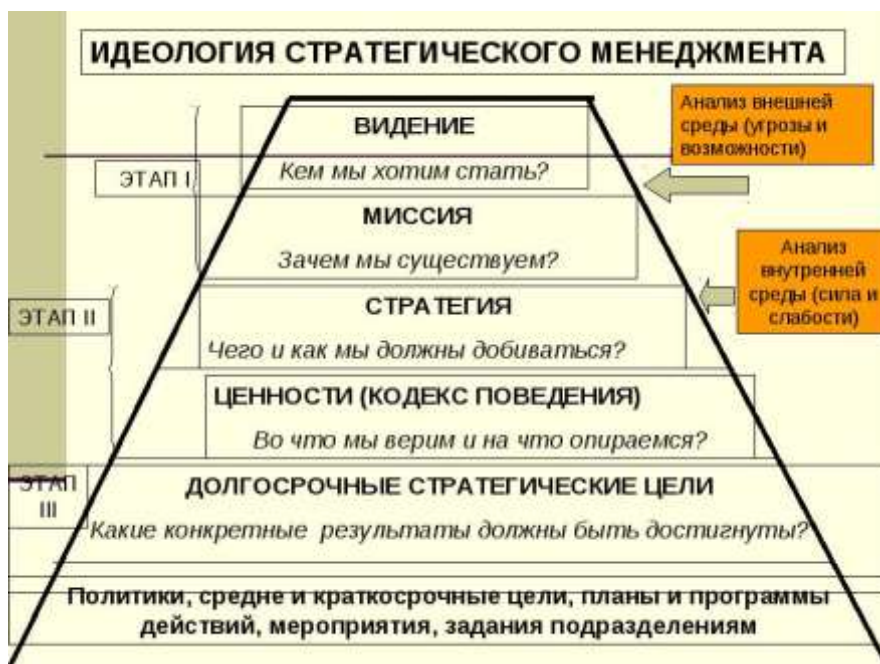 ИДЕОЛОГИЯ СТРАТЕГИЧЕСКОГО МЕНЕДЖМЕНТА
Анализ внешней
среды (угрозы и
возможности)
ВИДЕНИЕ
Кем мы хотим стать?
ЭТАП I
МИССИЯ
Зачем мы существуем?
Анализ
внутренней
среды (сила и
слабости)
СТРАТЕГИЯ
Чего и как мы должны добиваться?
ЭТАП II
ЦЕННОСТИ (КОДЕКС ПОВЕДЕНИЯ)
Во что мы верим и на что опираемся?
ЭТАП
III
ДОЛГОСРОЧНЫЕ СТРАТЕГИЧЕСКИЕ ЦЕЛИ
Какие конкретные результаты должны быть достигнуты?
Политики, средне и краткосрочные цели, планы и программы
действий, мероприятия, задания подразделениям